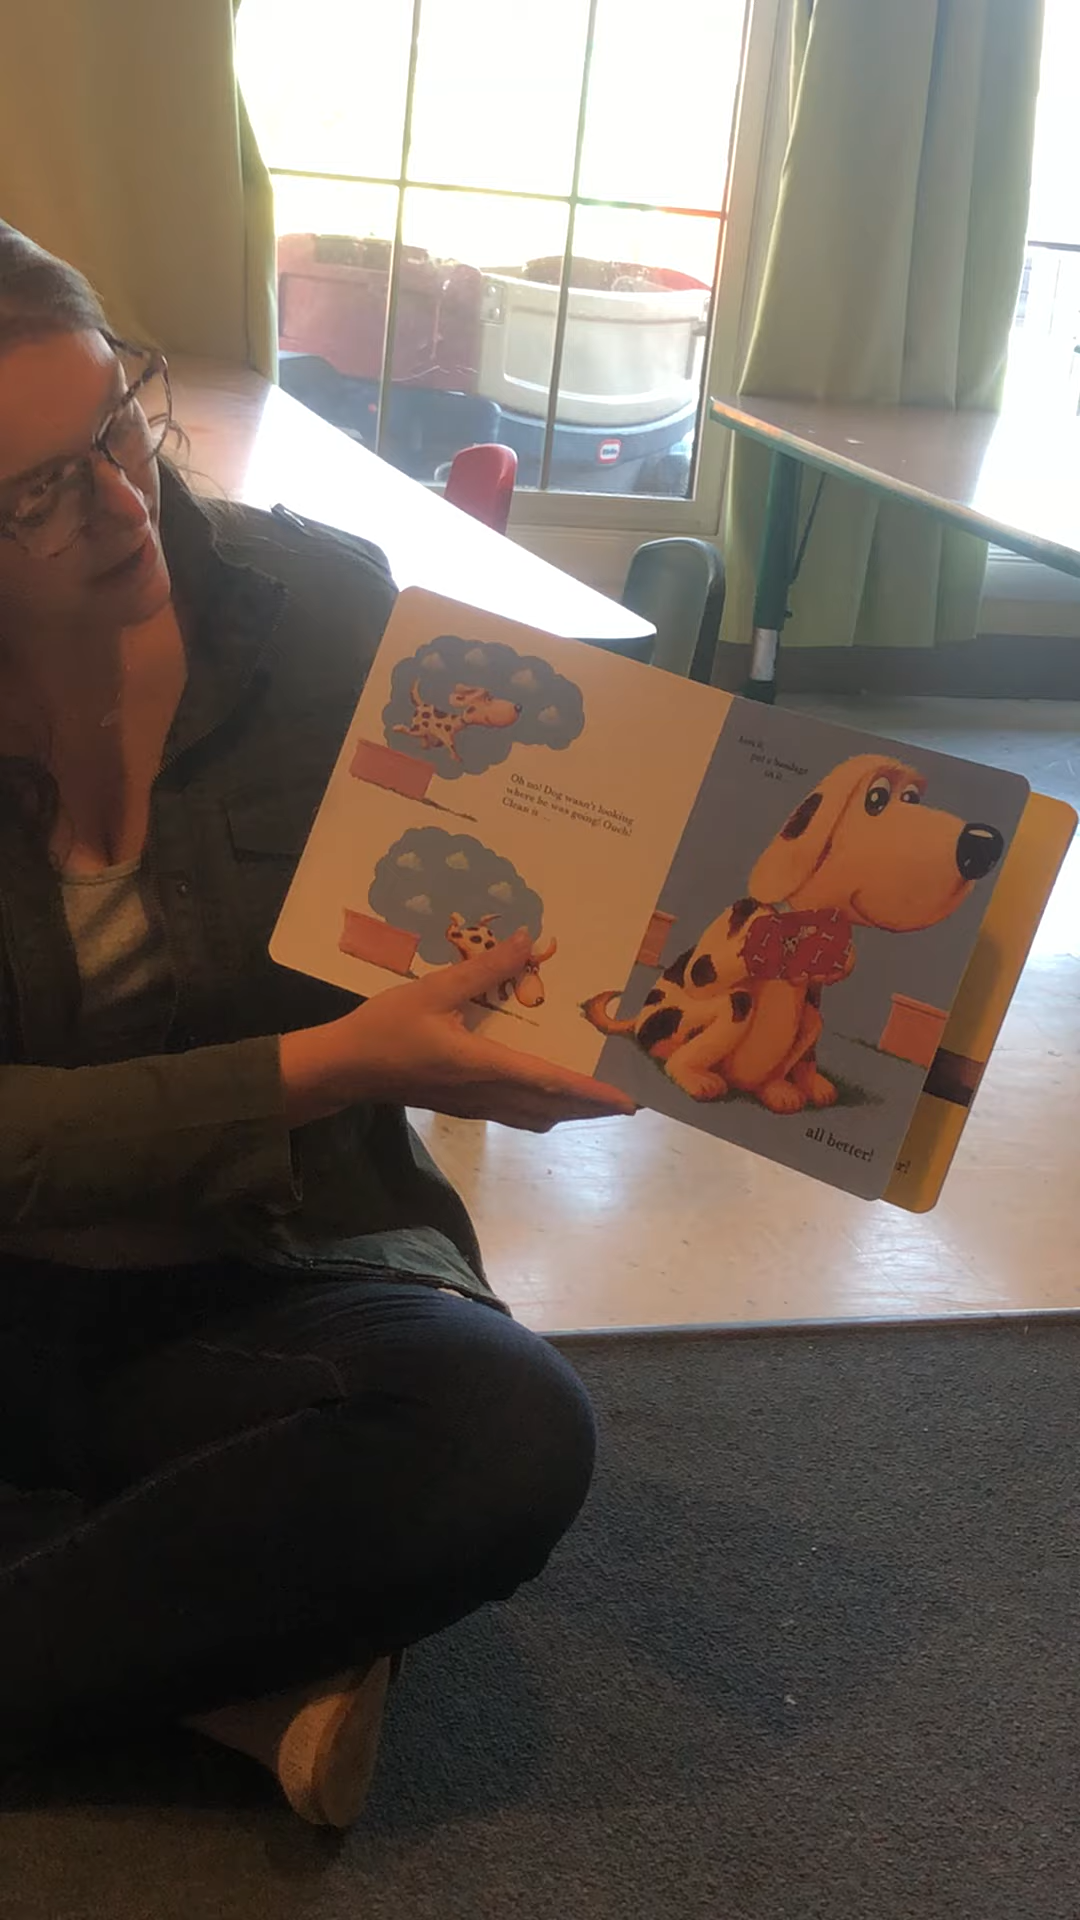 Oh no! Dog wasn't looking
where he was going! Ouch!
Clean it ...
kiss it,
put a bandage
on it...
all better!
r!